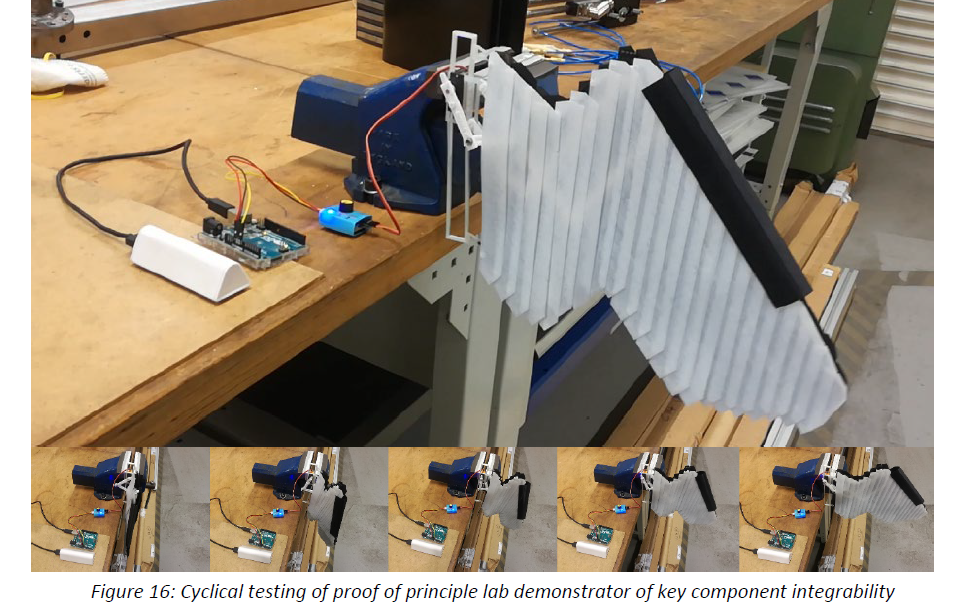 Figure 16: Cyclical testing of proof of principle lab demonstrator of key component integrability